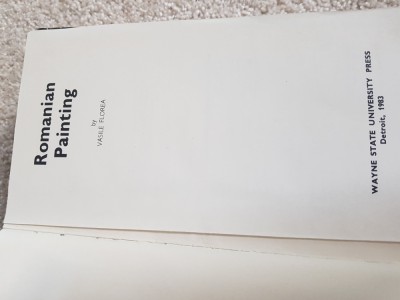 Romanian
Painting
by
VASILE FLOREA
WAYNE STATE UNIVERSITY PRESS
Detroit, 1983